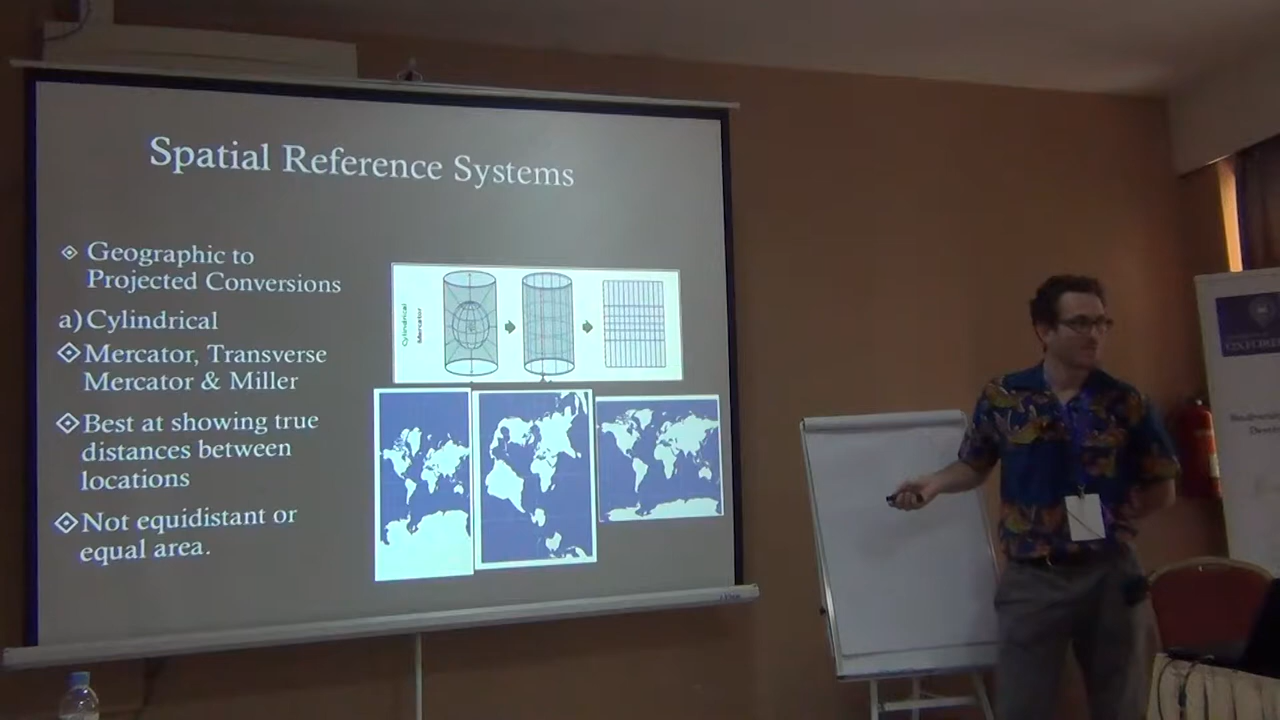 Spatial Reference Systems
Geographic to
Projected Conversions
a) Cylindrical
Mercator, Transverse
Mercator & Miller
Best at showing true
distances between
locations
Not equidistant or
equal area.
Cylindrical
Mercator
OXFORD